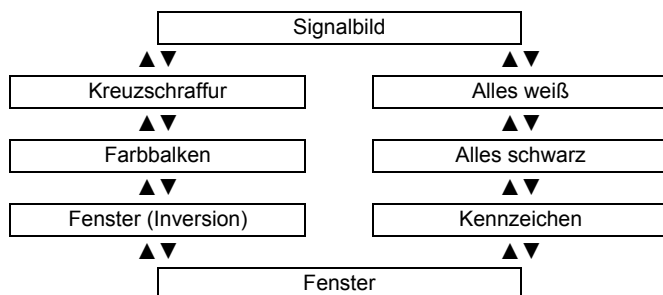 Signalbild
▲▼ ▲▼
Kreuzschraffur Alles weiß
▲▼ ▲▼
Farbbalken Alles schwarz
▲▼ ▲▼
Fenster (Inversion) Kennzeichen
▲▼ ▲▼
Fenster